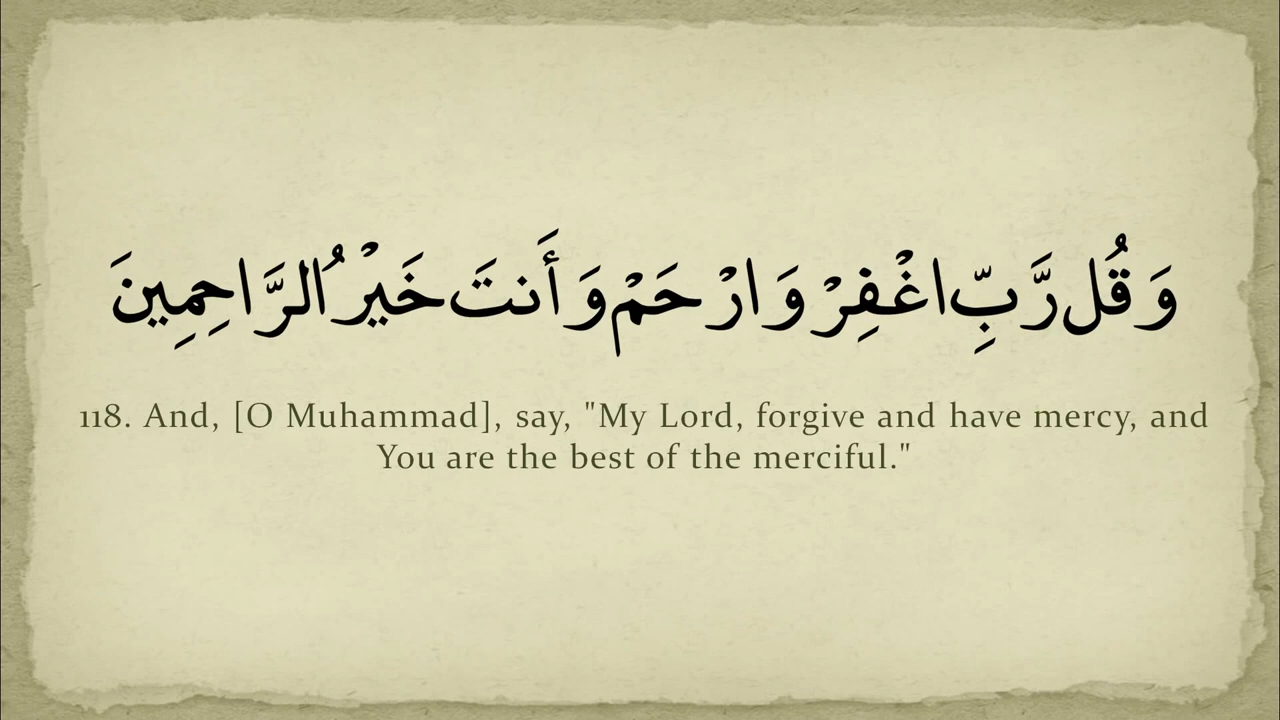 وَقُل رَّبِّ اغْفِرْ وَارْحَمْ وَأَنتَ خَيْرُ الرَّاحِمِينَ
118. And, [O Muhammad], say, "My Lord, forgive and have mercy, and
You are the best of the merciful."